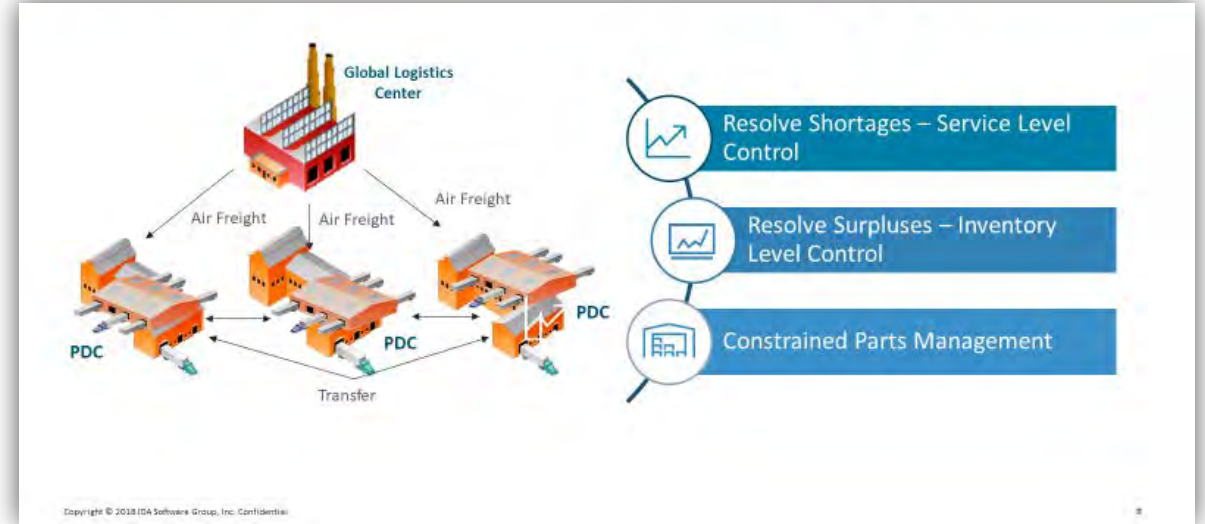 Global Logistics
Center
Air Freight
Air Freight
Air Freight
PDC
PDC
PDC
Transfer
Resolve Shortages – Service Level
Control
Resolve Surpluses – Inventory
Level Control
Constrained Parts Management
Copyright © 2018 Software Group, Inc. Confidential